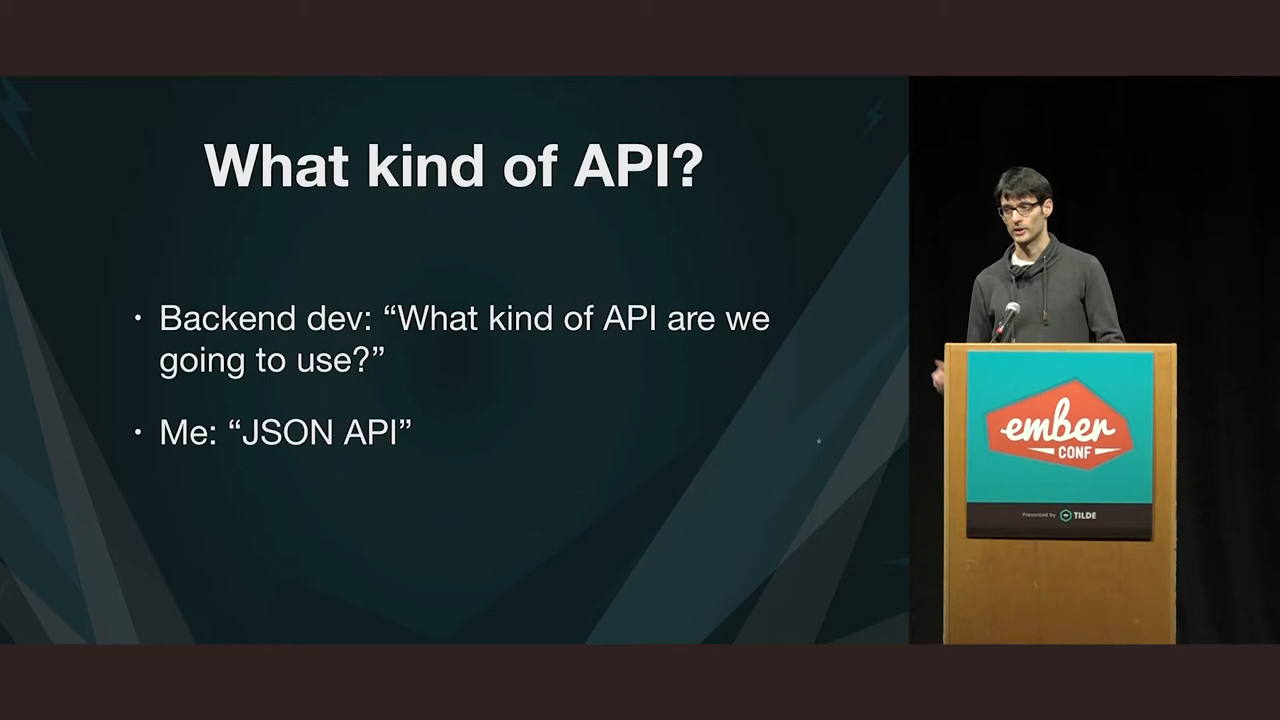 What kind of API?
• Backend dev: “What kind of API are we
going to use?”
• Me: “JSON API”
ember
CONF
Presented by TILDE